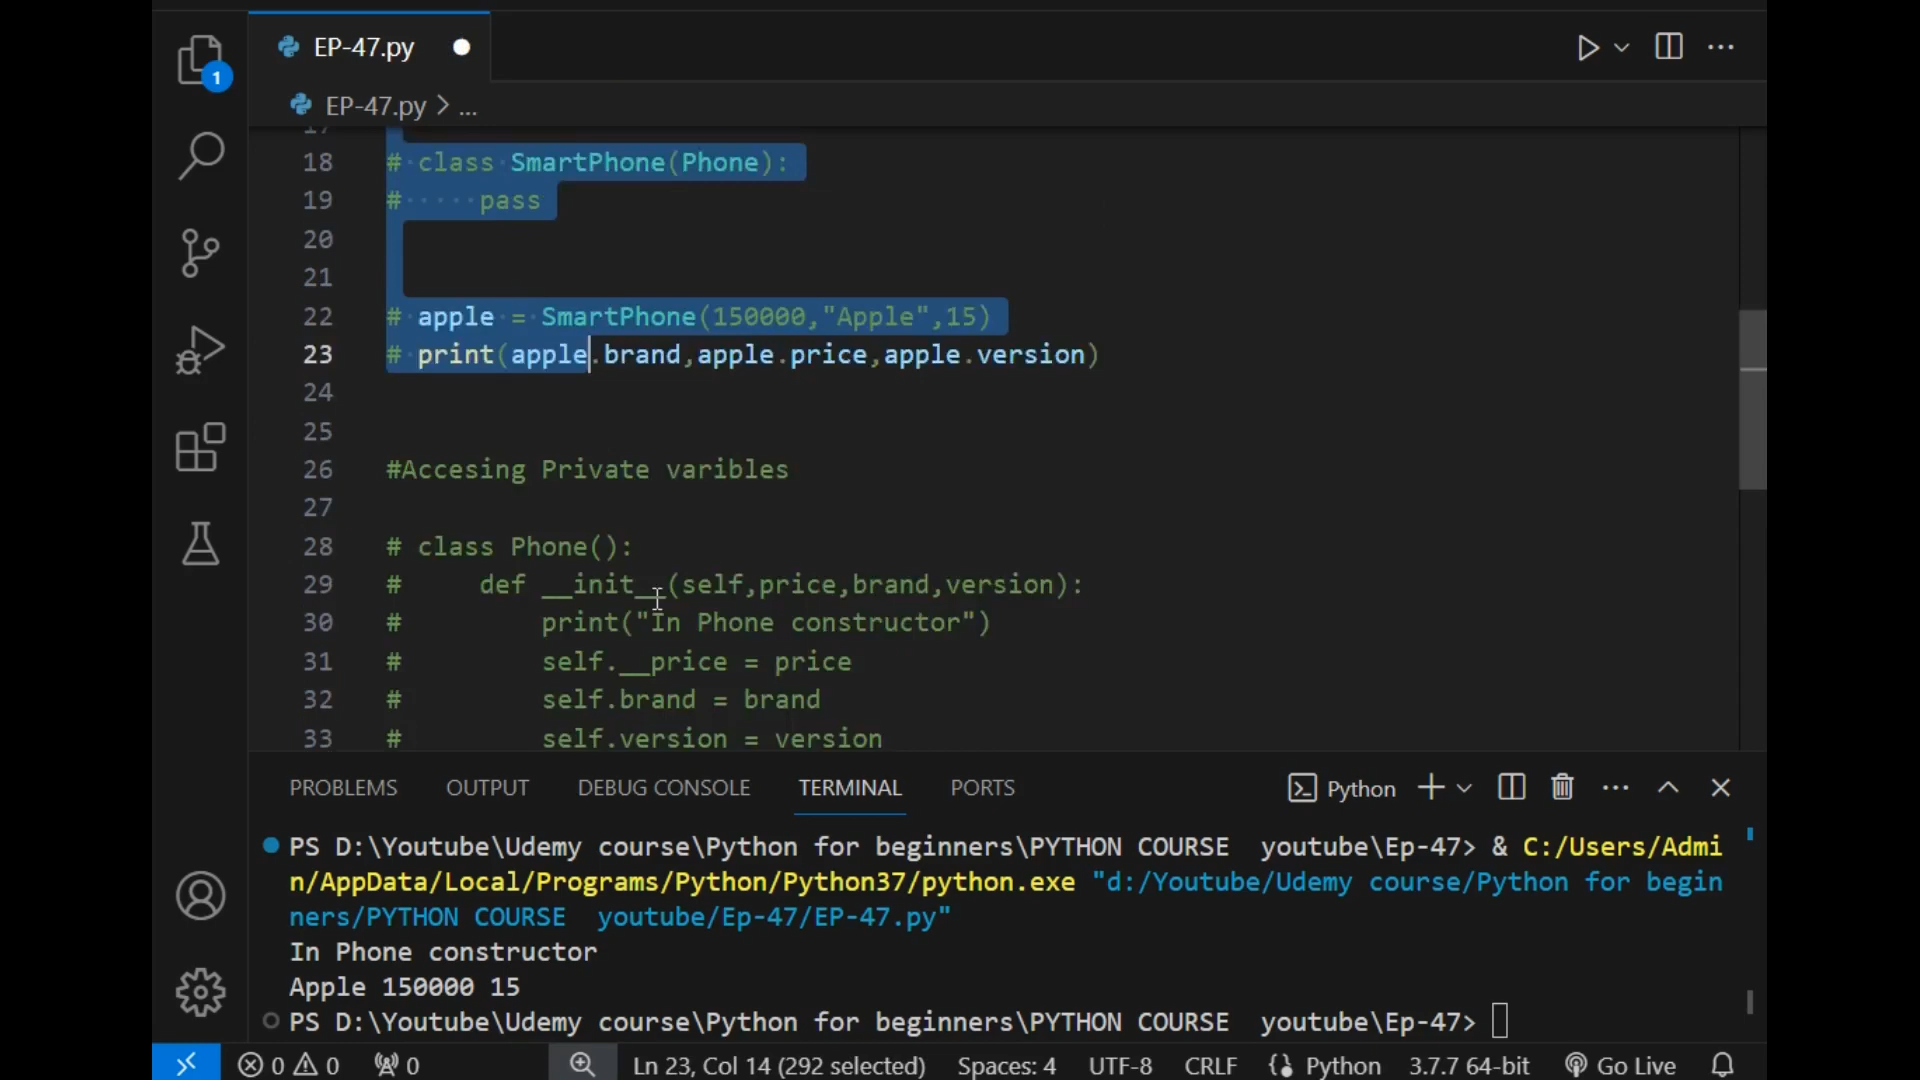 EP-47.py
1
EP-47.py > ...
17
18 # class SmartPhone(Phone):
19 #     pass
20
21
22 # apple = SmartPhone(150000,"Apple",15)
23 # print(apple.brand,apple.price,apple.version)
24
25
26 #Accesing Private varibles
27
28 # class Phone():
29 #     def __init__(self,price,brand,version):
30 #         print("In Phone constructor")
31 #         self.__price = price
32 #         self.brand = brand
33 #         self.version = version
PROBLEMS OUTPUT DEBUG CONSOLE TERMINAL PORTS Python
PS D:\Youtube\Udemy course\Python for beginners\PYTHON COURSE  youtube\Ep-47> & C:/Users/Admi
n/AppData/Local/Programs/Python/Python37/python.exe "d:/Youtube/Udemy course/Python for begin
ners/PYTHON COURSE  youtube/Ep-47/EP-47.py"
In Phone constructor
Apple 150000 15
PS D:\Youtube\Udemy course\Python for beginners\PYTHON COURSE  youtube\Ep-47>
0 0 0 Ln 23, Col 14 (292 selected) Spaces: 4 UTF-8 CRLF Python 3.7.7 64-bit Go Live